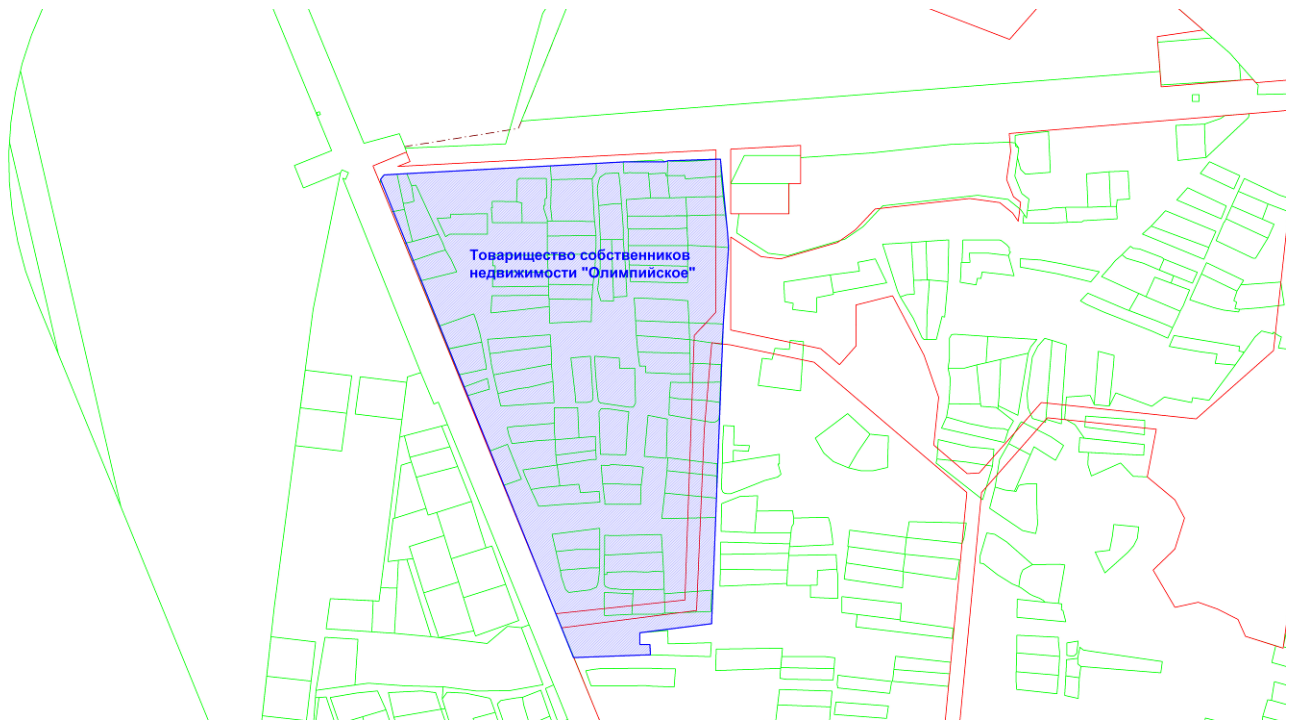 Товарищество собственников
недвижимости "Олимпийское"